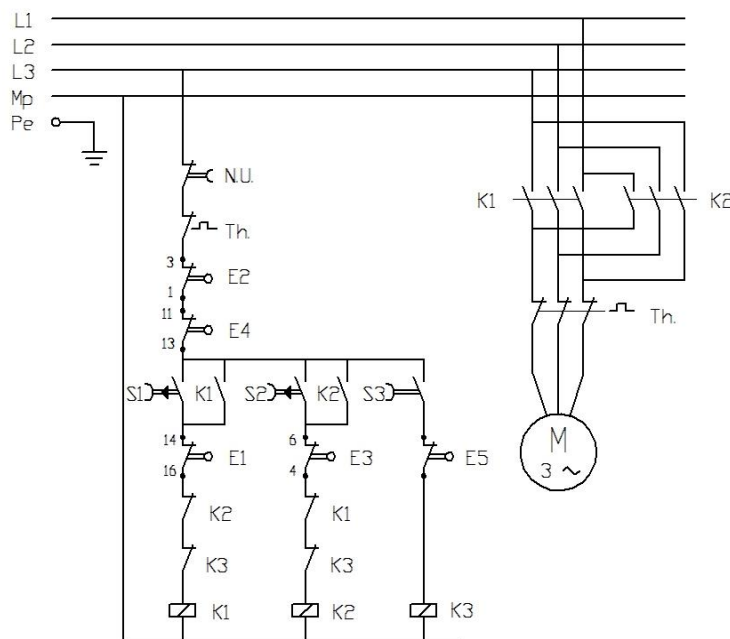 L1
L2
L3
Mp
Pe
N.U.
K1
K2
Th.
Th.
3
E2
1
11
E4
13
S1
K1
S2
K2
S3
14
E1
16
6
E3
4
E5
M
3 ~
K2
K1
K3
K3
K1
K2
K3